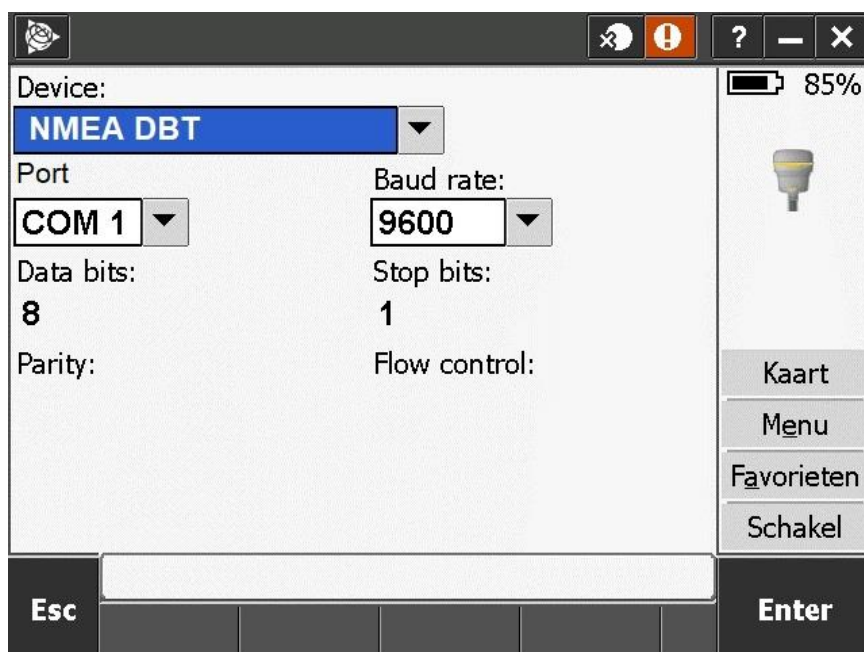 ? – ×
85%
Device:
NMEA DBT
Port
Baud rate:
COM 1
9600
Data bits:
Stop bits:
8
1
Parity:
Flow control:
Kaart
Menu
Favorieten
Schakel
Esc
Enter